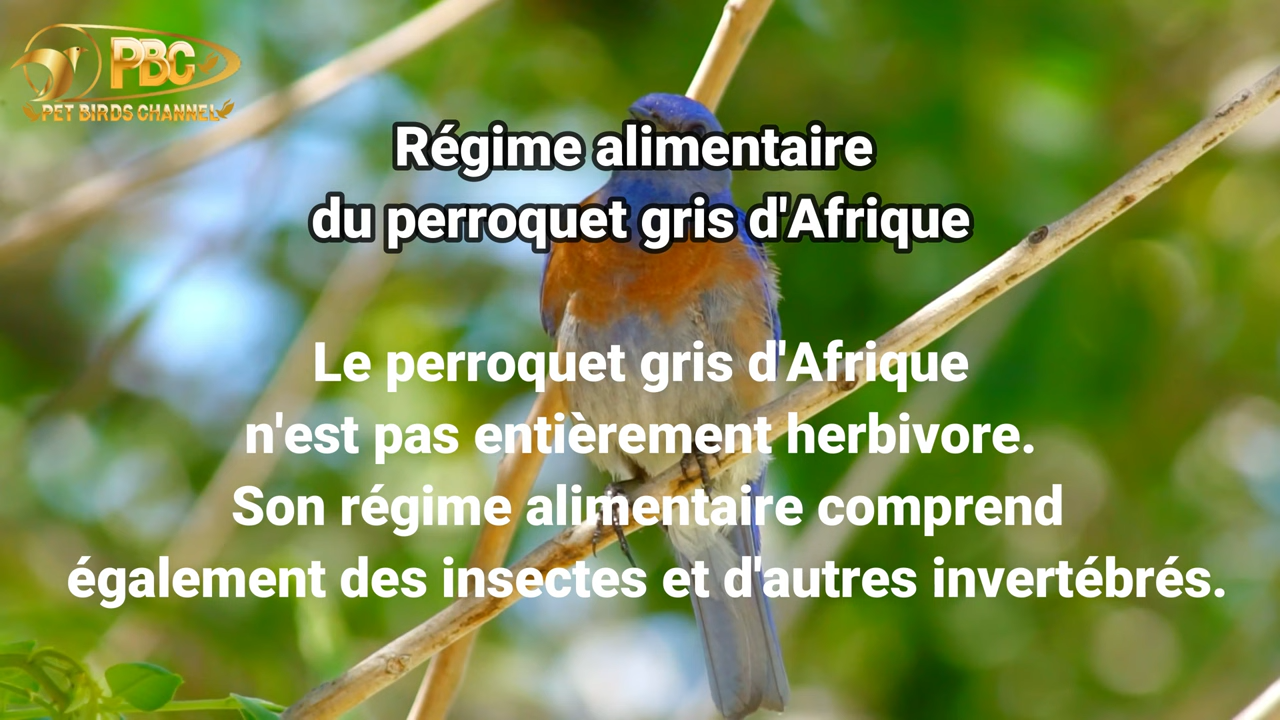 PBC
PET BIRDS CHANNEL
Régime alimentaire
du perroquet gris d'Afrique
Le perroquet gris d'Afrique
n'est pas entièrement herbivore.
Son régime alimentaire comprend
également des insectes et d'autres invertébrés.